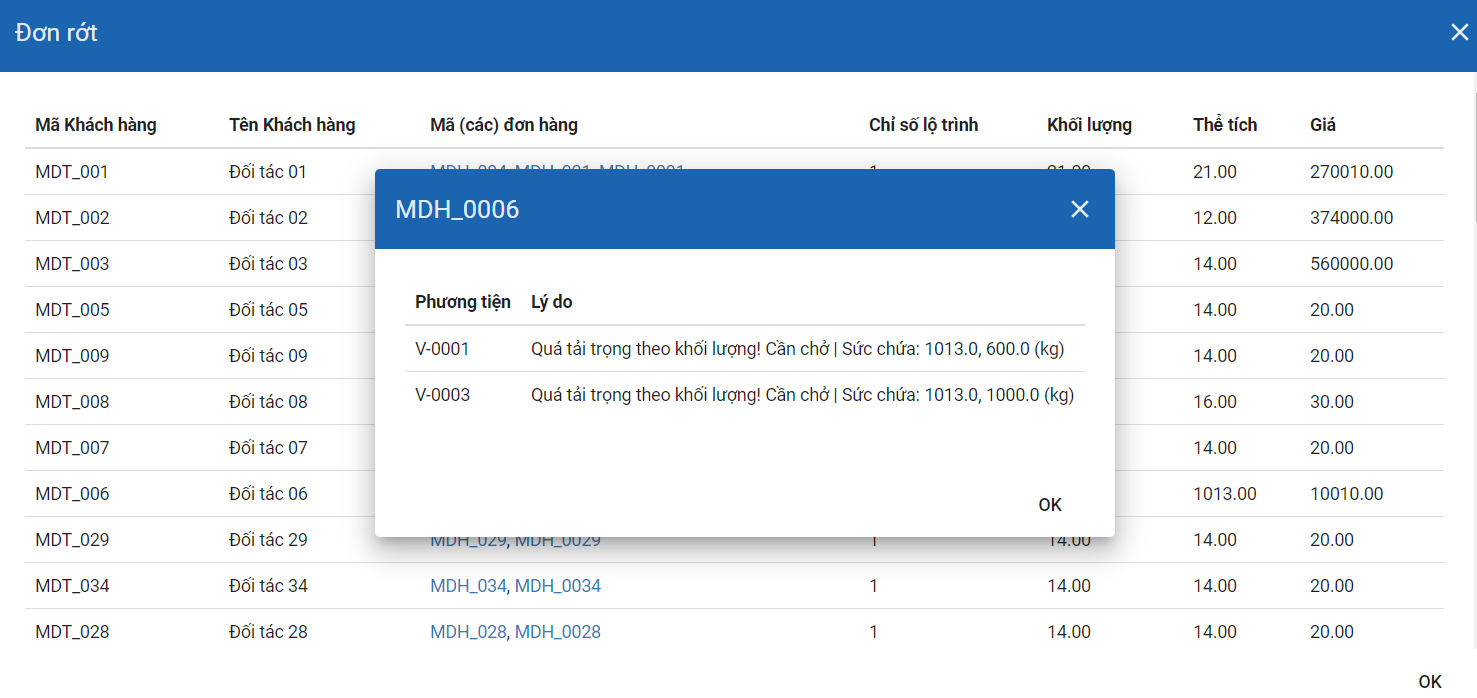 Đơn rớt
Mã Khách hàng Tên Khách hàng Mã (các) đơn hàng Chỉ số lộ trình Khối lượng Thể tích Giá
MDT_001 Đối tác 01 21.00 270010.00
MDT_002 Đối tác 02 12.00 374000.00
MDT_003 Đối tác 03 14.00 560000.00
MDT_005 Đối tác 05 14.00 20.00
MDT_009 Đối tác 09 14.00 20.00
MDT_008 Đối tác 08 16.00 30.00
MDT_007 Đối tác 07 14.00 20.00
MDT_006 Đối tác 06 1013.00 10010.00
MDT_029 Đối tác 29 MDH_029, MDH_0029 1 14.00 14.00 20.00
MDT_034 Đối tác 34 MDH_034, MDH_0034 1 14.00 14.00 20.00
MDT_028 Đối tác 28 MDH_028, MDH_0028 1 14.00 14.00 20.00
OK
MDH_0006
Phương tiện Lý do
V-0001 Quá tải trọng theo khối lượng! Cần chở | Sức chứa: 1013.0, 600.0 (kg)
V-0003 Quá tải trọng theo khối lượng! Cần chở | Sức chứa: 1013.0, 1000.0 (kg)
OK